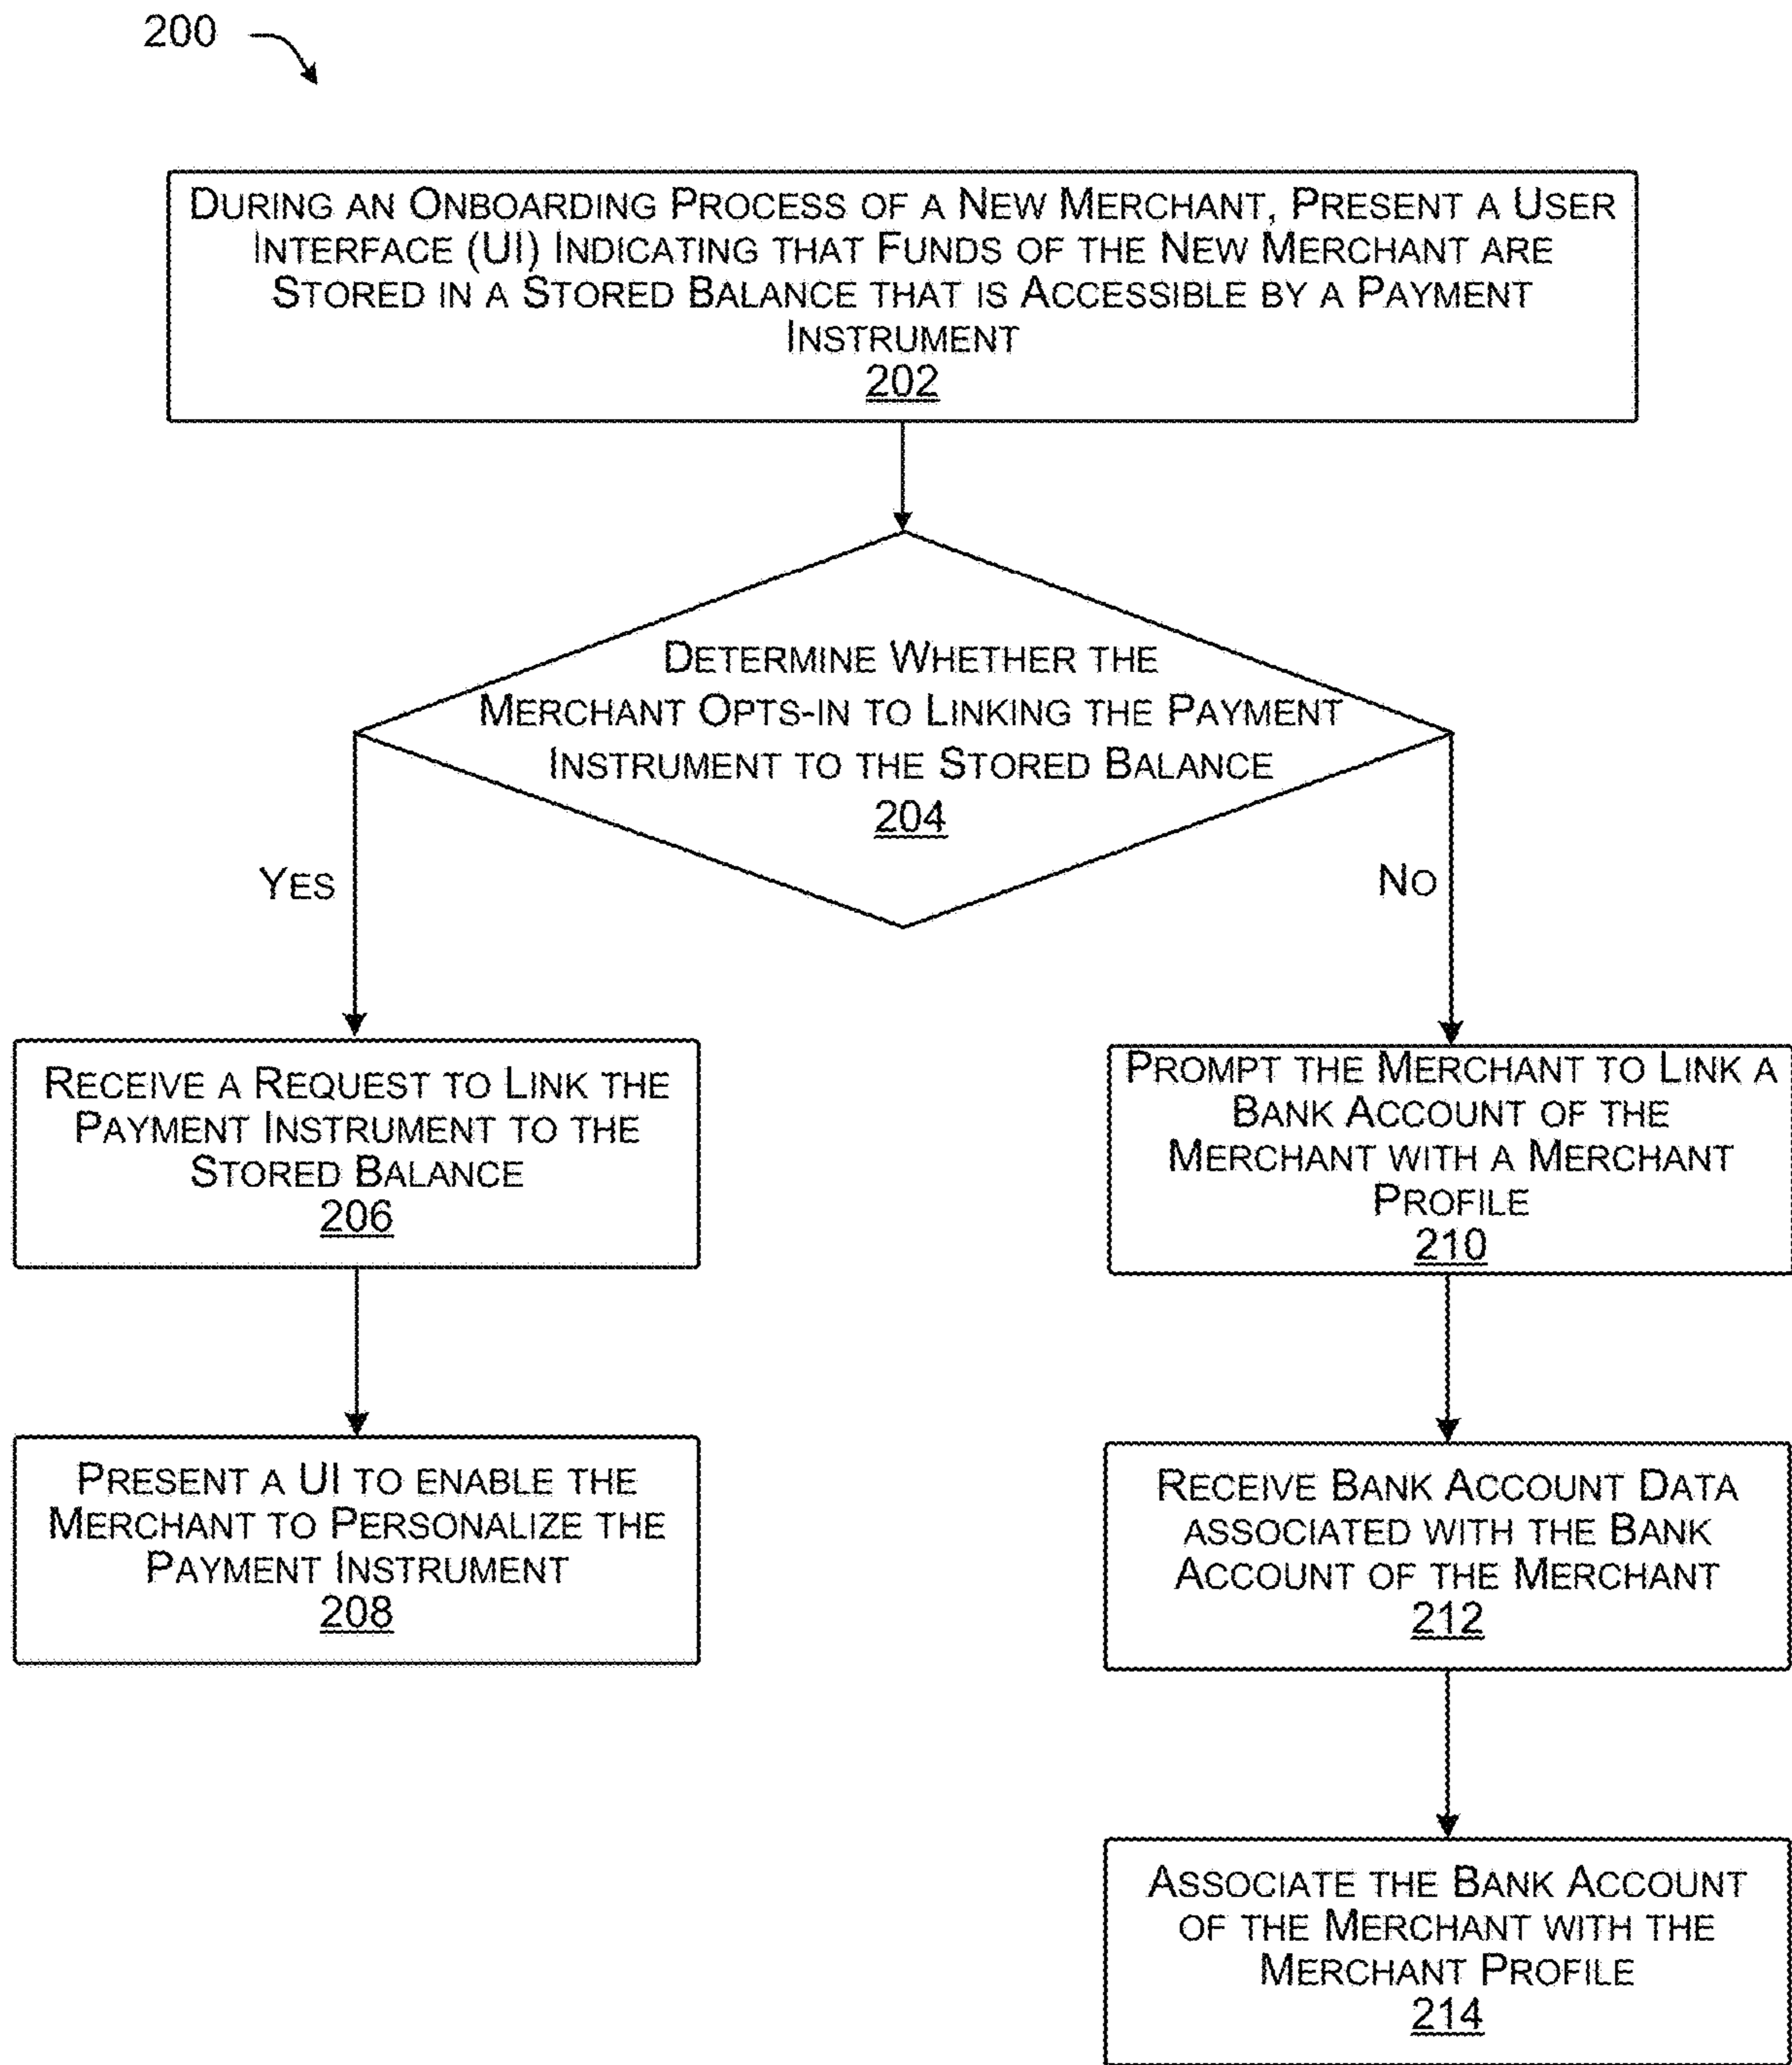 200
During an Onboarding Process of a New Merchant, Present a User
Interface (UI) Indicating that Funds of the New Merchant are
Stored in a Stored Balance that is Accessible by a Payment
Instrument
202
Determine Whether the
Merchant Opts-in to Linking the Payment
Instrument to the Stored Balance
204
Yes
No
Receive a Request to Link the
Payment Instrument to the
Stored Balance
206
Prompt the Merchant to Link a
Bank Account of the
Merchant with a Merchant
Profile
210
Present a UI to enable the
Merchant to Personalize the
Payment Instrument
208
Receive Bank Account Data
associated with the Bank
Account of the Merchant
212
Associate the Bank Account
of the Merchant with the
Merchant Profile
214